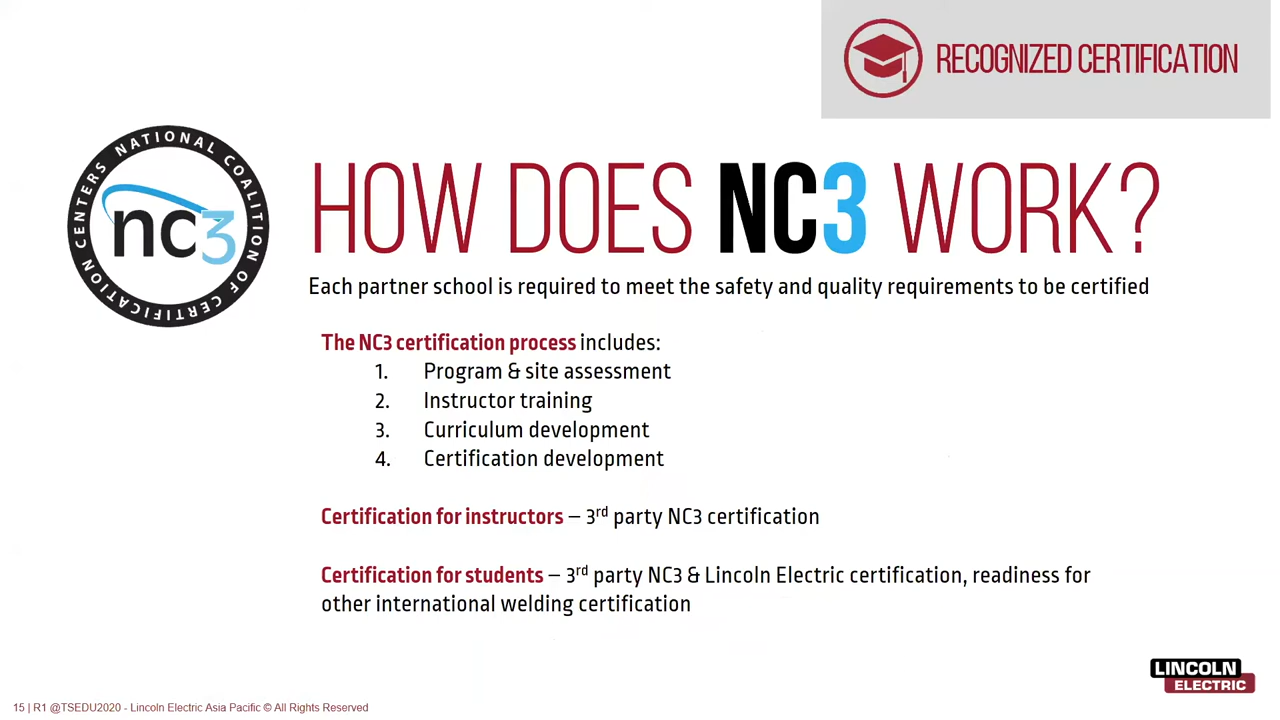 RECOGNIZED CERTIFICATION
NATIONAL COALITION OF CERTIFICATION CENTERS
nc3
HOW DOES NC3 WORK?
Each partner school is required to meet the safety and quality requirements to be certified
The NC3 certification process includes:
1. Program & site assessment
2. Instructor training
3. Curriculum development
4. Certification development
Certification for instructors – 3rd party NC3 certification
Certification for students – 3rd party NC3 & Lincoln Electric certification, readiness for
other international welding certification
LINCOLN
ELECTRIC
15 | R1 @TSEDU2020 - Lincoln Electric Asia Pacific © All Rights Reserved